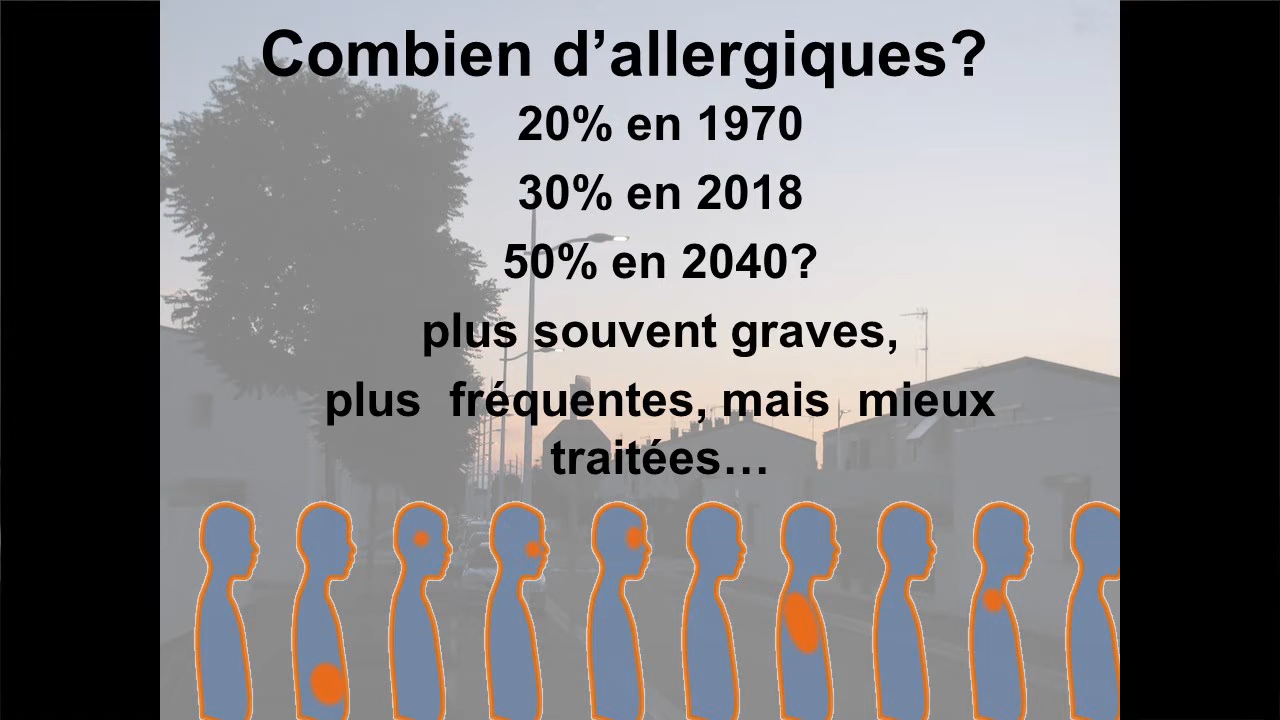 Combien d’allergiques?
20% en 1970
30% en 2018
50% en 2040?
plus souvent graves,
plus  fréquentes, mais  mieux
traitées…